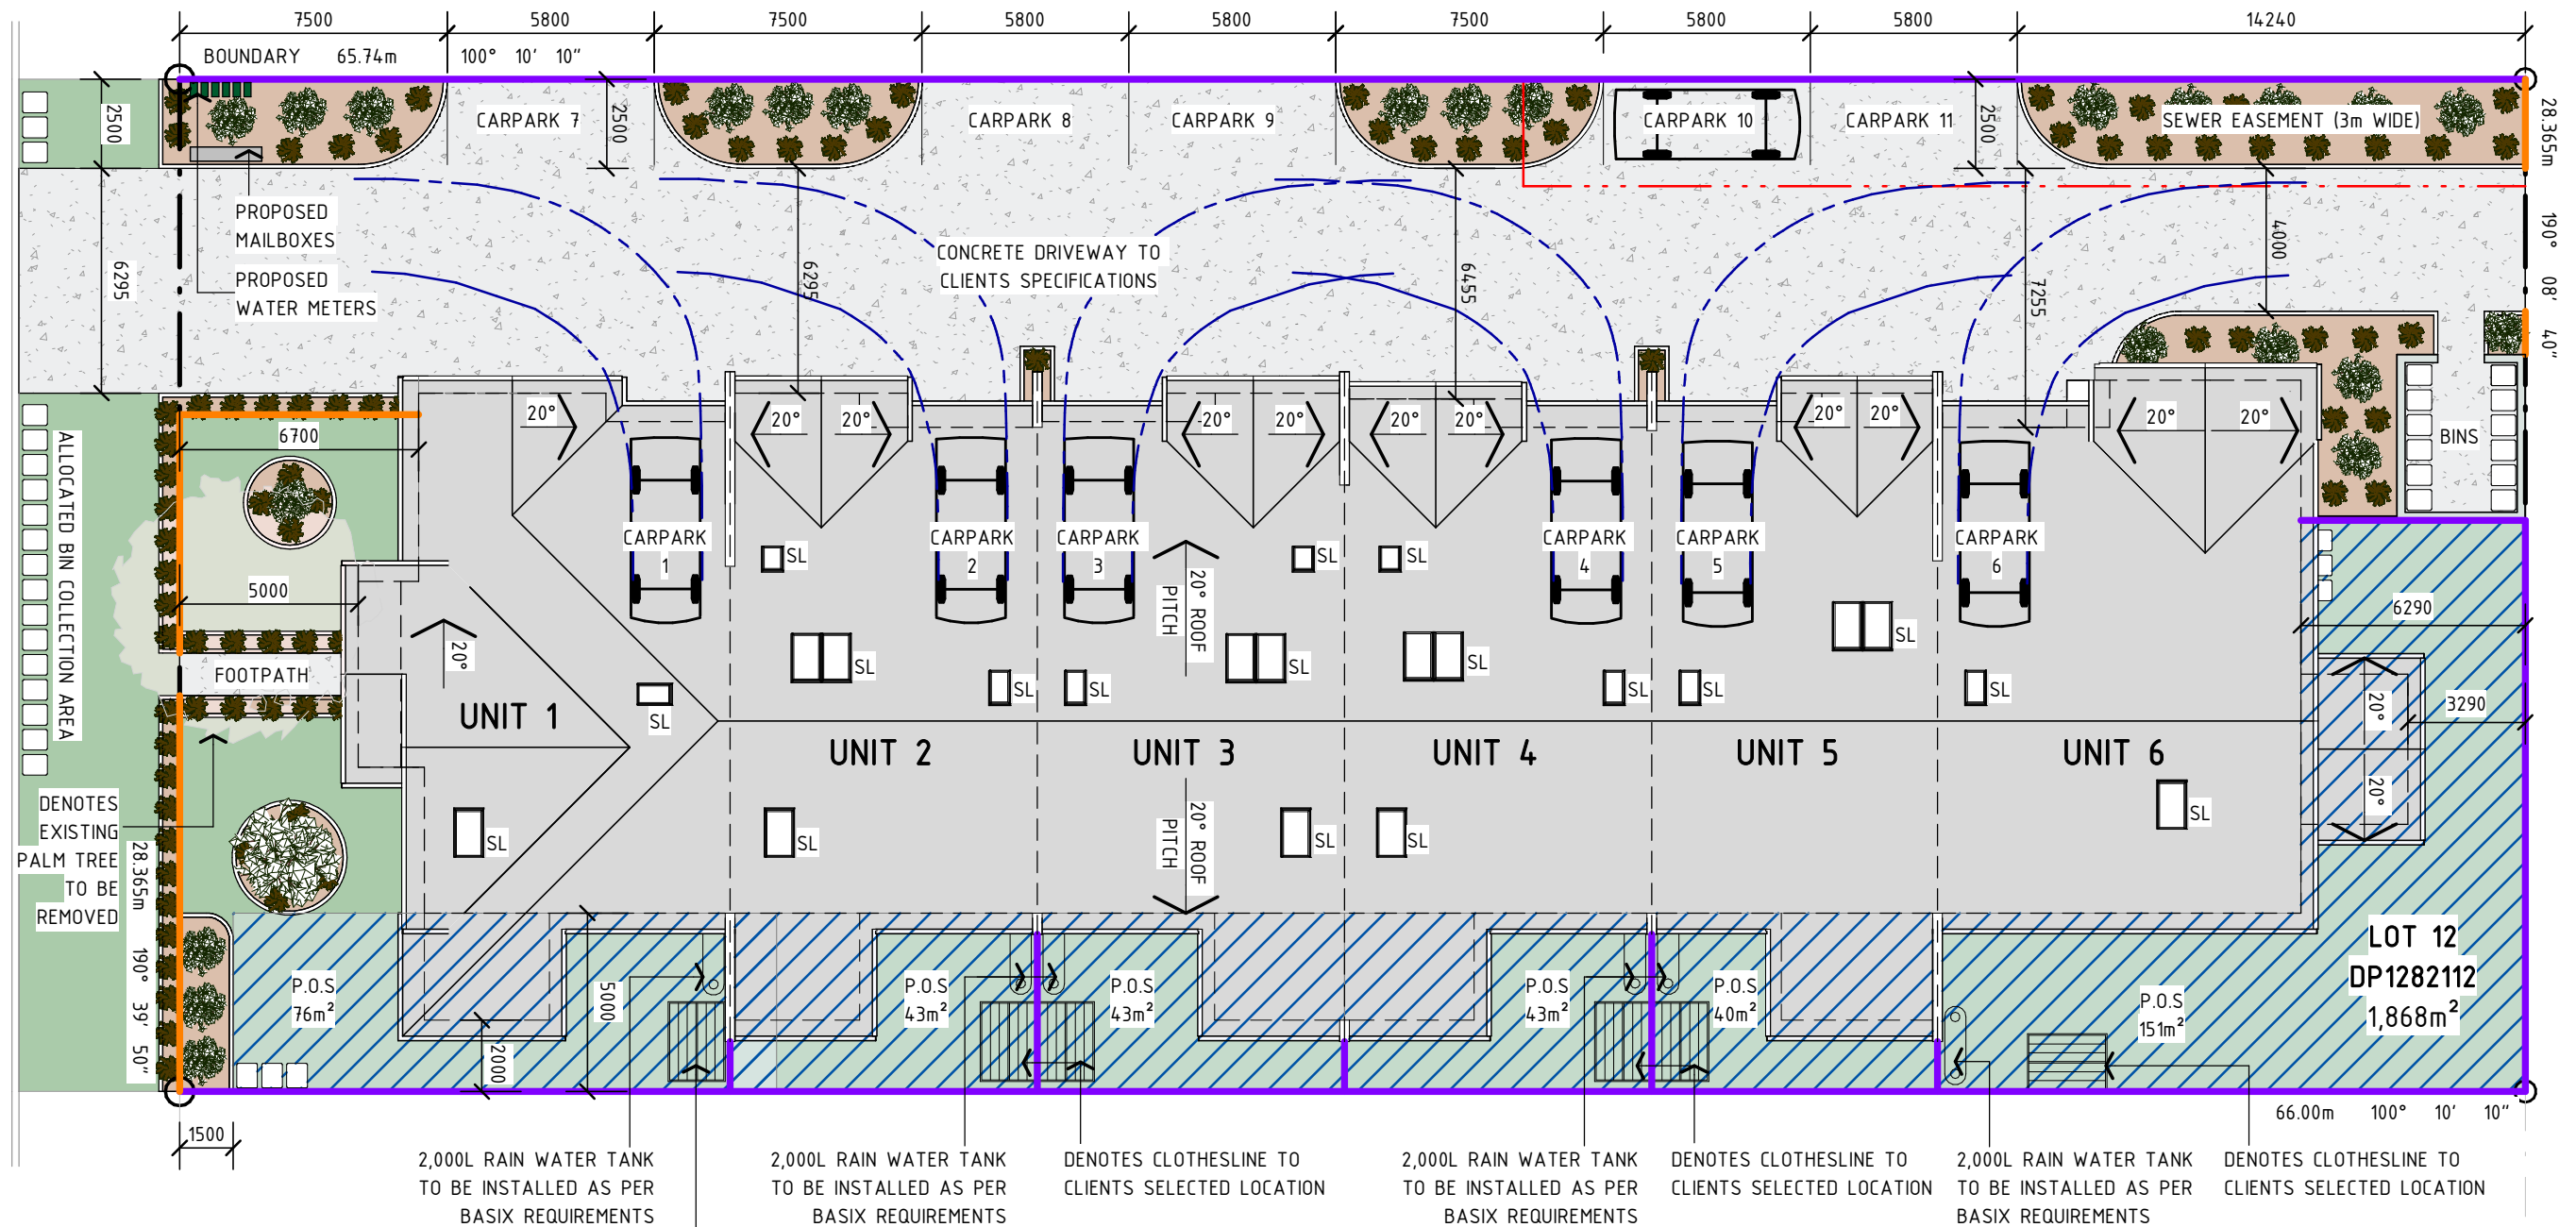 7500 5800 7500 5800 5800 7500 5800 5800 14240
BOUNDARY 65.74m 100° 10' 10"
2500
CARPARK 7
2500
CARPARK 8
CARPARK 9
CARPARK 10
CARPARK 11
2500
SEWER EASEMENT (3m WIDE)
28.365m 190° 08' 40"
PROPOSED
MAILBOXES
PROPOSED
WATER METERS
6295
6295
CONCRETE DRIVEWAY TO
CLIENTS SPECIFICATIONS
6455
7255
4000
6700
20°
20° 20°
20° 20°
20° 20°
20° 20°
20° 20°
BINS
ALLOCATED BIN COLLECTION AREA
CARPARK
1
CARPARK
2
CARPARK
3
CARPARK
4
CARPARK
5
CARPARK
6
SL
SL
SL
5000
20° ROOF
PITCH
6290
20°
FOOTPATH
SL
SL
SL
SL
SL
SL
SL
SL
SL
SL
20°
3290
UNIT 1
UNIT 2
UNIT 3
UNIT 4
UNIT 5
UNIT 6
20°
DENOTES
EXISTING
PALM TREE
TO BE
REMOVED
SL
SL
SL
SL
SL
20° ROOF
PITCH
28.365m 190° 39' 50"
LOT 12
DP1282112
1,868m²
P.O.S
76m²
5000
2000
P.O.S
43m²
P.O.S
43m²
P.O.S
43m²
P.O.S
40m²
P.O.S
151m²
66.00m 100° 10' 10"
1500
2,000L RAIN WATER TANK
TO BE INSTALLED AS PER
BASIX REQUIREMENTS
2,000L RAIN WATER TANK
TO BE INSTALLED AS PER
BASIX REQUIREMENTS
DENOTES CLOTHESLINE TO
CLIENTS SELECTED LOCATION
2,000L RAIN WATER TANK
TO BE INSTALLED AS PER
BASIX REQUIREMENTS
DENOTES CLOTHESLINE TO
CLIENTS SELECTED LOCATION
2,000L RAIN WATER TANK
TO BE INSTALLED AS PER
BASIX REQUIREMENTS
DENOTES CLOTHESLINE TO
CLIENTS SELECTED LOCATION